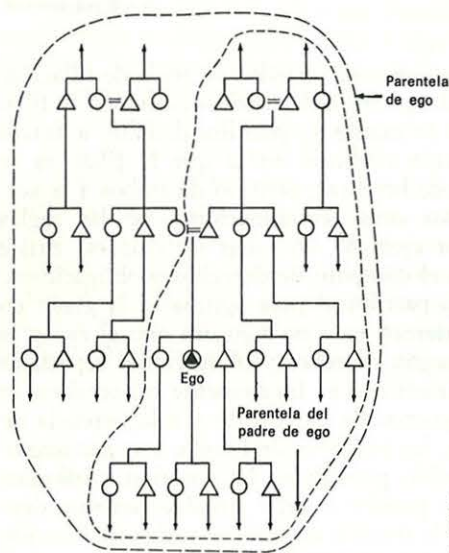 Parentela
de ego
Ego
Parentela del
padre de ego